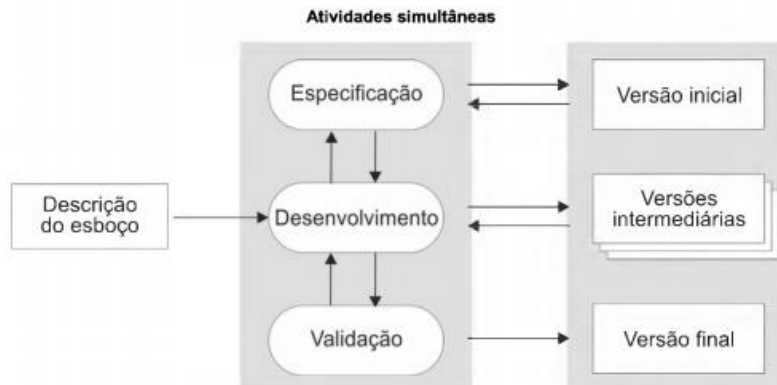 Atividades simultâneas
Especificação
Versão inicial
Descrição
do esboço
Desenvolvimento
Versões
intermediárias
Validação
Versão final